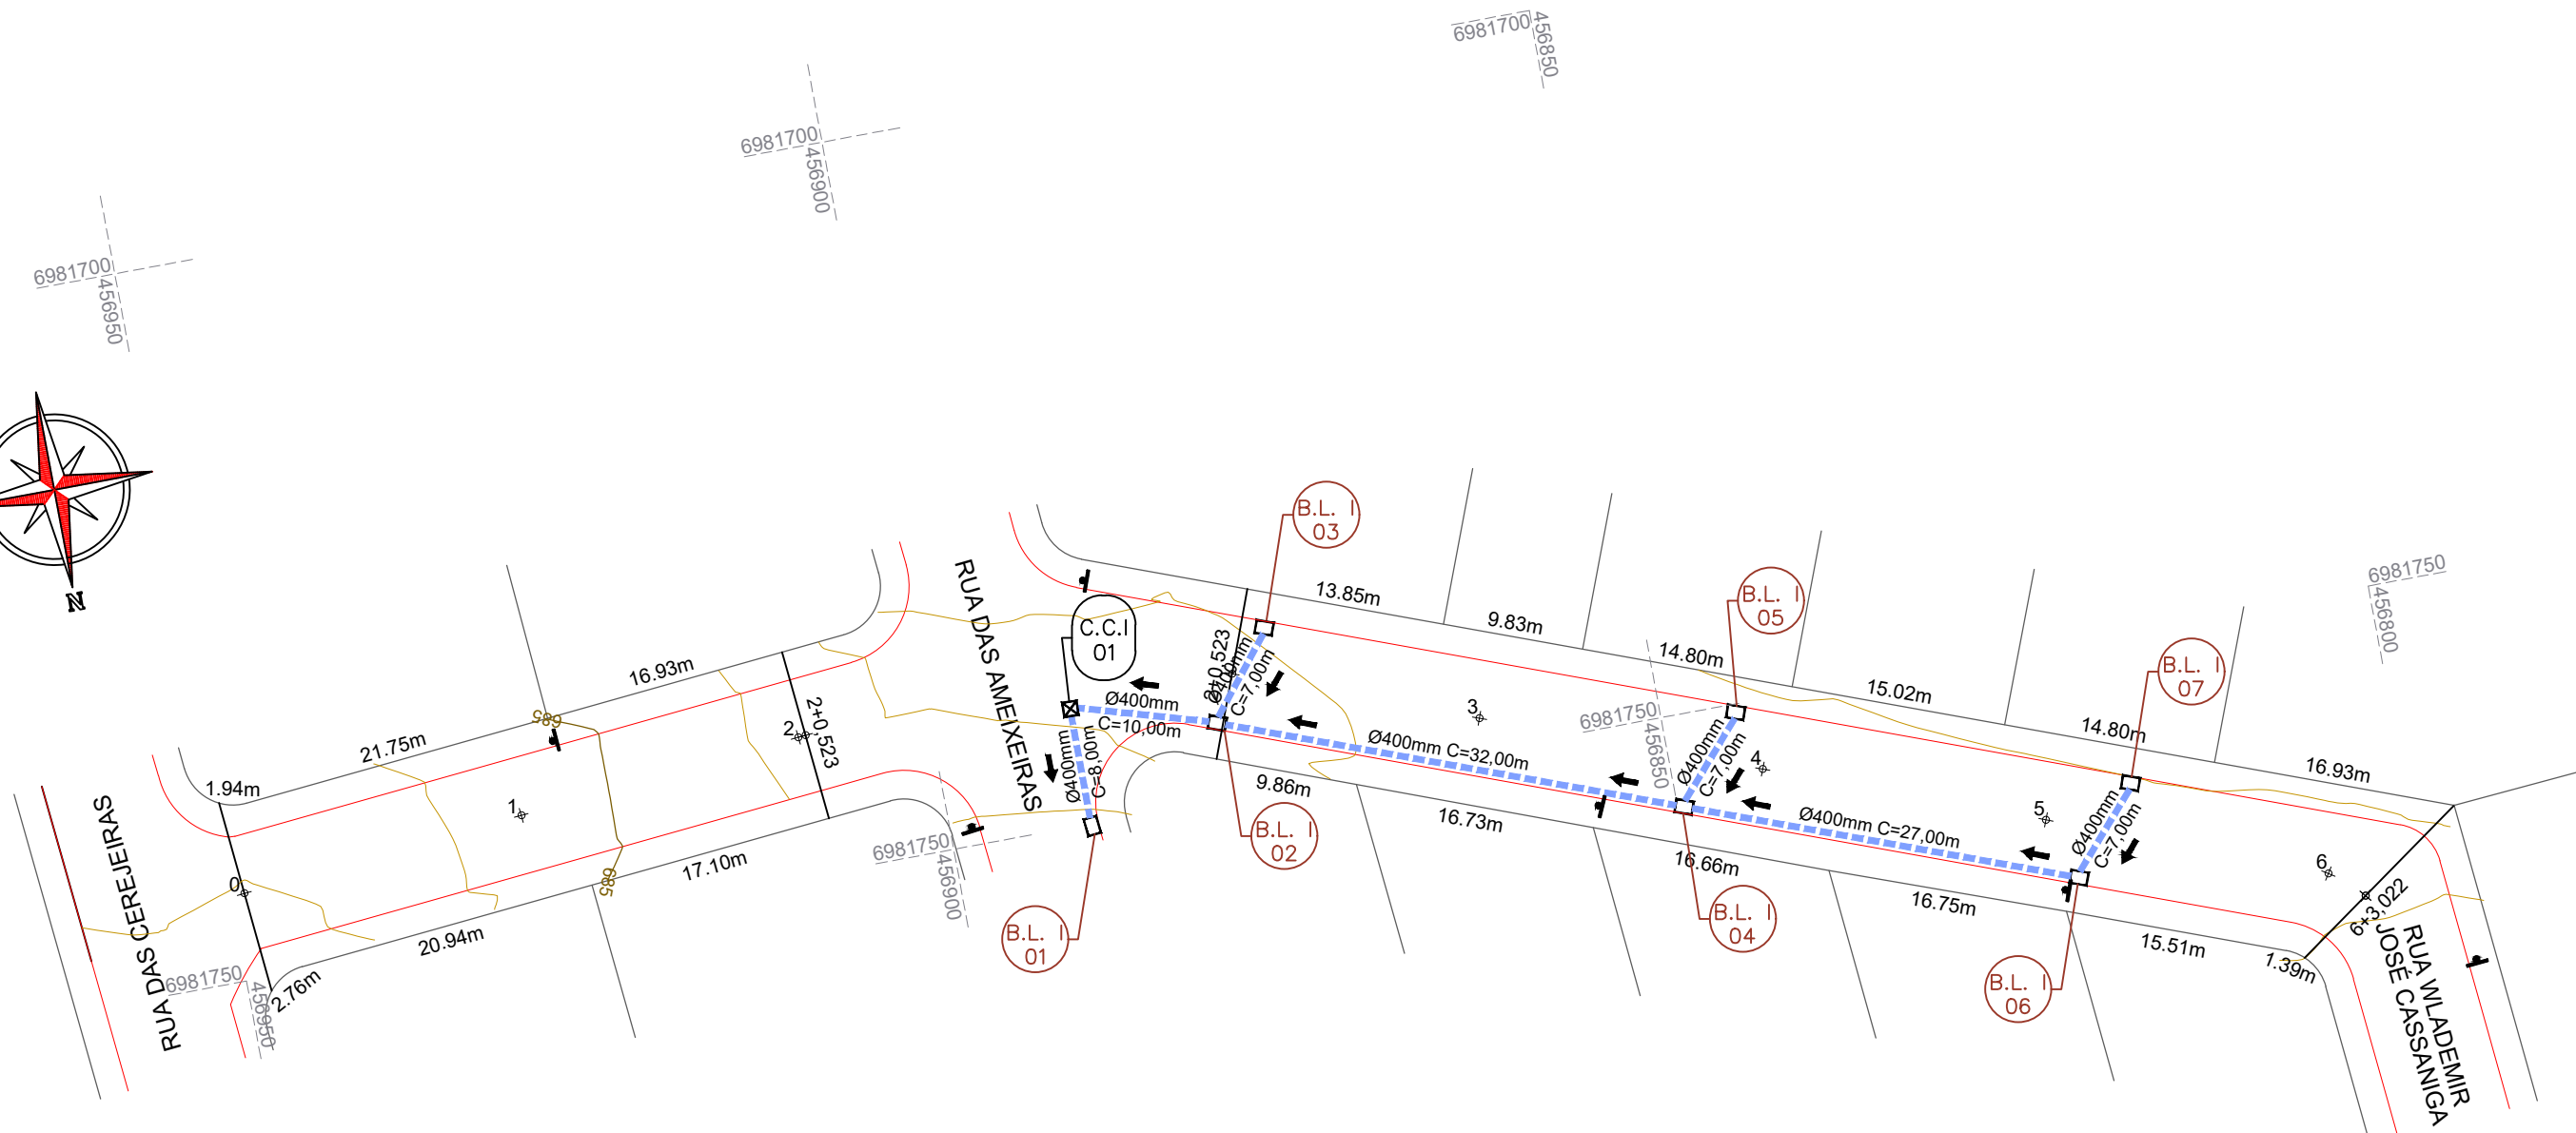 6981700
456850
6981700
456900
6981700
456950
N
B.L. I
03
13.85m
9.83m
B.L. I
05
14.80m
6981750
456800
B.L. I
07
15.02m
14.80m
16.93m
RUA DAS AMEIXEIRAS
C.C.I
01
Ø400mm
C=10,00m
Ø400mm
C=8,00m
2+0,523
Ø400mm
C=7,00m
3
Ø400mm C=32,00m
6981750
456850
Ø400mm
C=7,00m
4
Ø400mm C=27,00m
5
Ø400mm
C=7,00m
6
6+3,022
16.93m
21.75m
1.94m
685
2
2+0,523
1
0
685
17.10m
20.94m
2.76m
RUA DAS CEREJEIRAS
6981750
456950
6981750
456900
B.L. I
01
9.86m
B.L. I
02
16.73m
16.66m
B.L. I
04
16.75m
B.L. I
06
15.51m
1.39m
RUA WLADEMIR
JOSÉ CASSANIGA